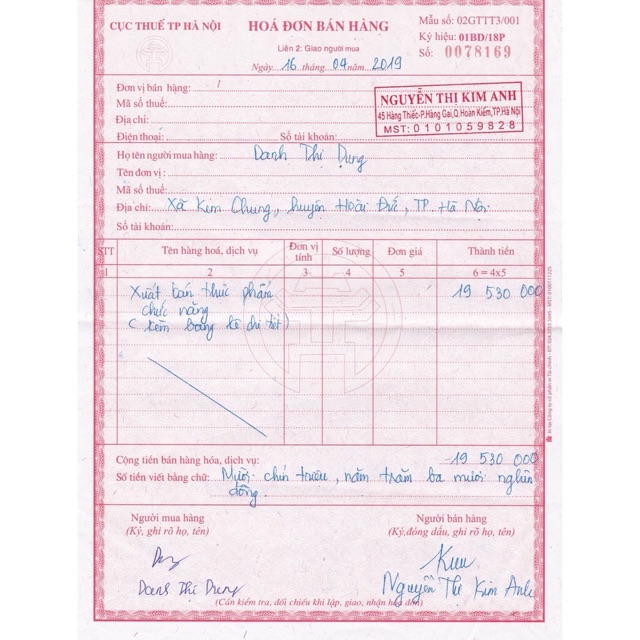 CỤC THUẾ TP HÀ NỘI
HOÁ ĐƠN BÁN HÀNG
Mẫu số: 02GTTT3/001
Liên 2: Giao người mua
Ký hiệu: 01BD/18P
Ngày 16 tháng 04 năm 2019
Số: 0078169
Đơn vị bán hàng:
Mã số thuế:
Địa chỉ:
Điện thoại: Số tài khoản:
NGUYỄN THỊ KIM ANH
45 Hàng Thiếc-P.Hàng Gai,Q.Hoàn Kiếm,TP.Hà Nội
MST: 0101059828
Họ tên người mua hàng: Danh Thị Dung
Tên đơn vị:
Mã số thuế:
Địa chỉ: Xã Kim Chung, huyện Hoài Đức, TP. Hà Nội
Số tài khoản:
STT Tên hàng hoá, dịch vụ Đơn vị tính Số lượng Đơn giá Thành tiền
1 2 3 4 5 6 = 4x5
Xuất bán thực phẩm 19 530 000
chức năng
( kèm bảng kê chi tiết)
Cộng tiền bán hàng hóa, dịch vụ: 19 530 000
Số tiền viết bằng chữ: Mười chín triệu, năm trăm ba mươi nghìn
đồng.
Người mua hàng Người bán hàng
(Ký, ghi rõ họ, tên) (Ký,đóng dấu, ghi rõ họ, tên)
Danh Thị Dung Nguyễn Thị Kim Anh
(Cần kiểm tra, đối chiếu khi lập, giao, nhận hóa đơn)